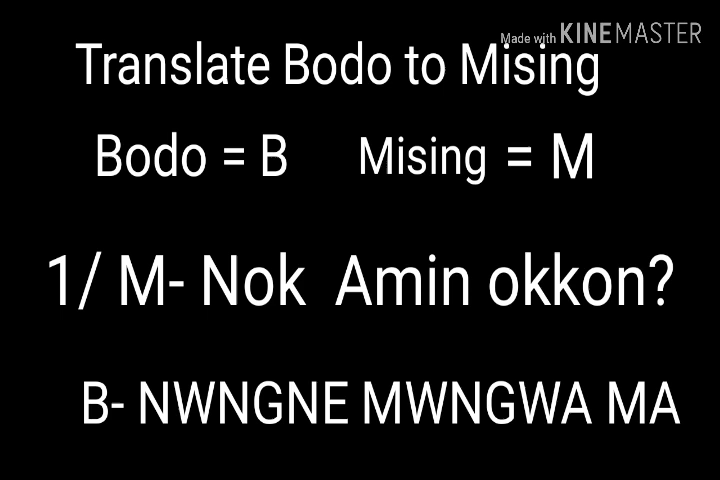 Made with KINEMASTER
Translate Bodo to Mising
Bodo = B Mising = M
1/ M- Nok Amin okkon?
B- NWNGNE MWNGWA MA